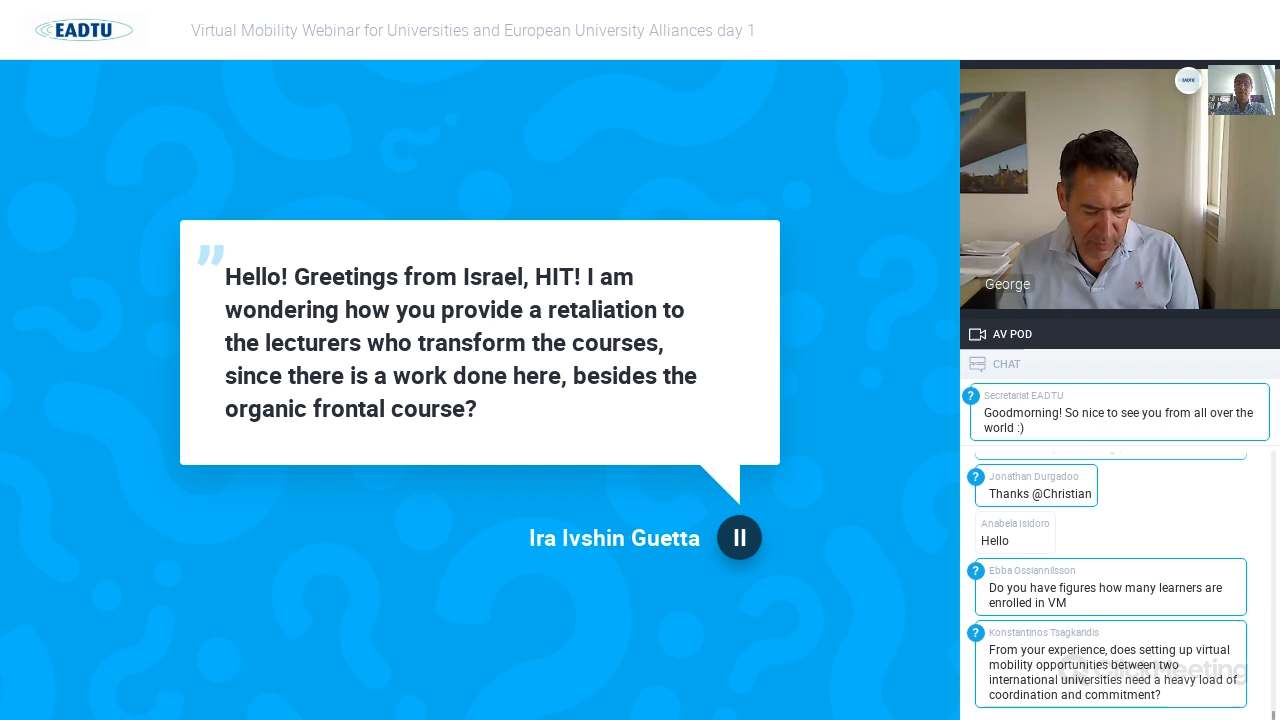 EADTU
Virtual Mobility Webinar for Universities and European University Alliances day 1
”
Hello! Greetings from Israel, HIT! I am
wondering how you provide a retaliation to
the lecturers who transform the courses,
since there is a work done here, besides the
organic frontal course?
Ira Ivshin Guetta
II
EADTU
George
AV POD
CHAT
?
Secretariat EADTU
Goodmorning! So nice to see you from all over the
world :)
?
Jonathan Durgadoo
Thanks @Christian
Anabela Isidoro
Hello
?
Ebba Ossiannilsson
Do you have figures how many learners are
enrolled in VM
?
Konstantinos Tsagkaridis
From your experience, does setting up virtual
mobility opportunities between two
international universities need a heavy load of
coordination and commitment?